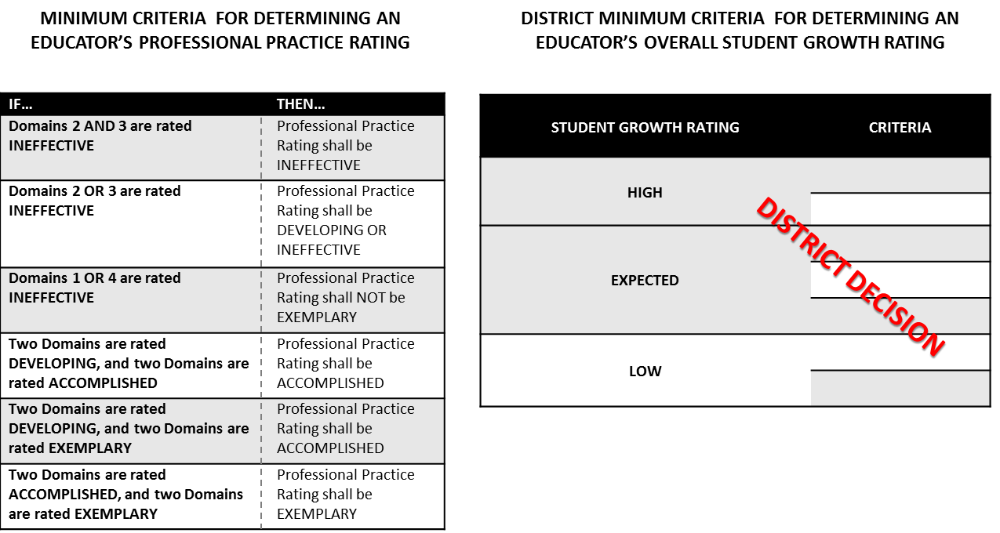 MINIMUM CRITERIA FOR DETERMINING AN
EDUCATOR'S PROFESSIONAL PRACTICE RATING
IF...
THEN...
Domains 2 AND 3 are rated
INEFFECTIVE
Professional Practice
Rating shall be
INEFFECTIVE
Domains 2 OR 3 are rated
INEFFECTIVE
Professional Practice
Rating shall be
DEVELOPING OR
INEFFECTIVE
Domains 1 OR 4 are rated
INEFFECTIVE
Professional Practice
Rating shall NOT be
EXEMPLARY
Two Domains are rated
DEVELOPING, and two Domains are
rated ACCOMPLISHED
Professional Practice
Rating shall be
ACCOMPLISHED
Two Domains are rated
DEVELOPING, and two Domains are
rated EXEMPLARY
Professional Practice
Rating shall be
ACCOMPLISHED
Two Domains are rated
ACCOMPLISHED, and two Domains
are rated EXEMPLARY
Professional Practice
Rating shall be
EXEMPLARY
DISTRICT MINIMUM CRITERIA FOR DETERMINING AN
EDUCATOR'S OVERALL STUDENT GROWTH RATING
STUDENT GROWTH RATING
CRITERIA
HIGH
EXPECTED
LOW
DISTRICT DECISION